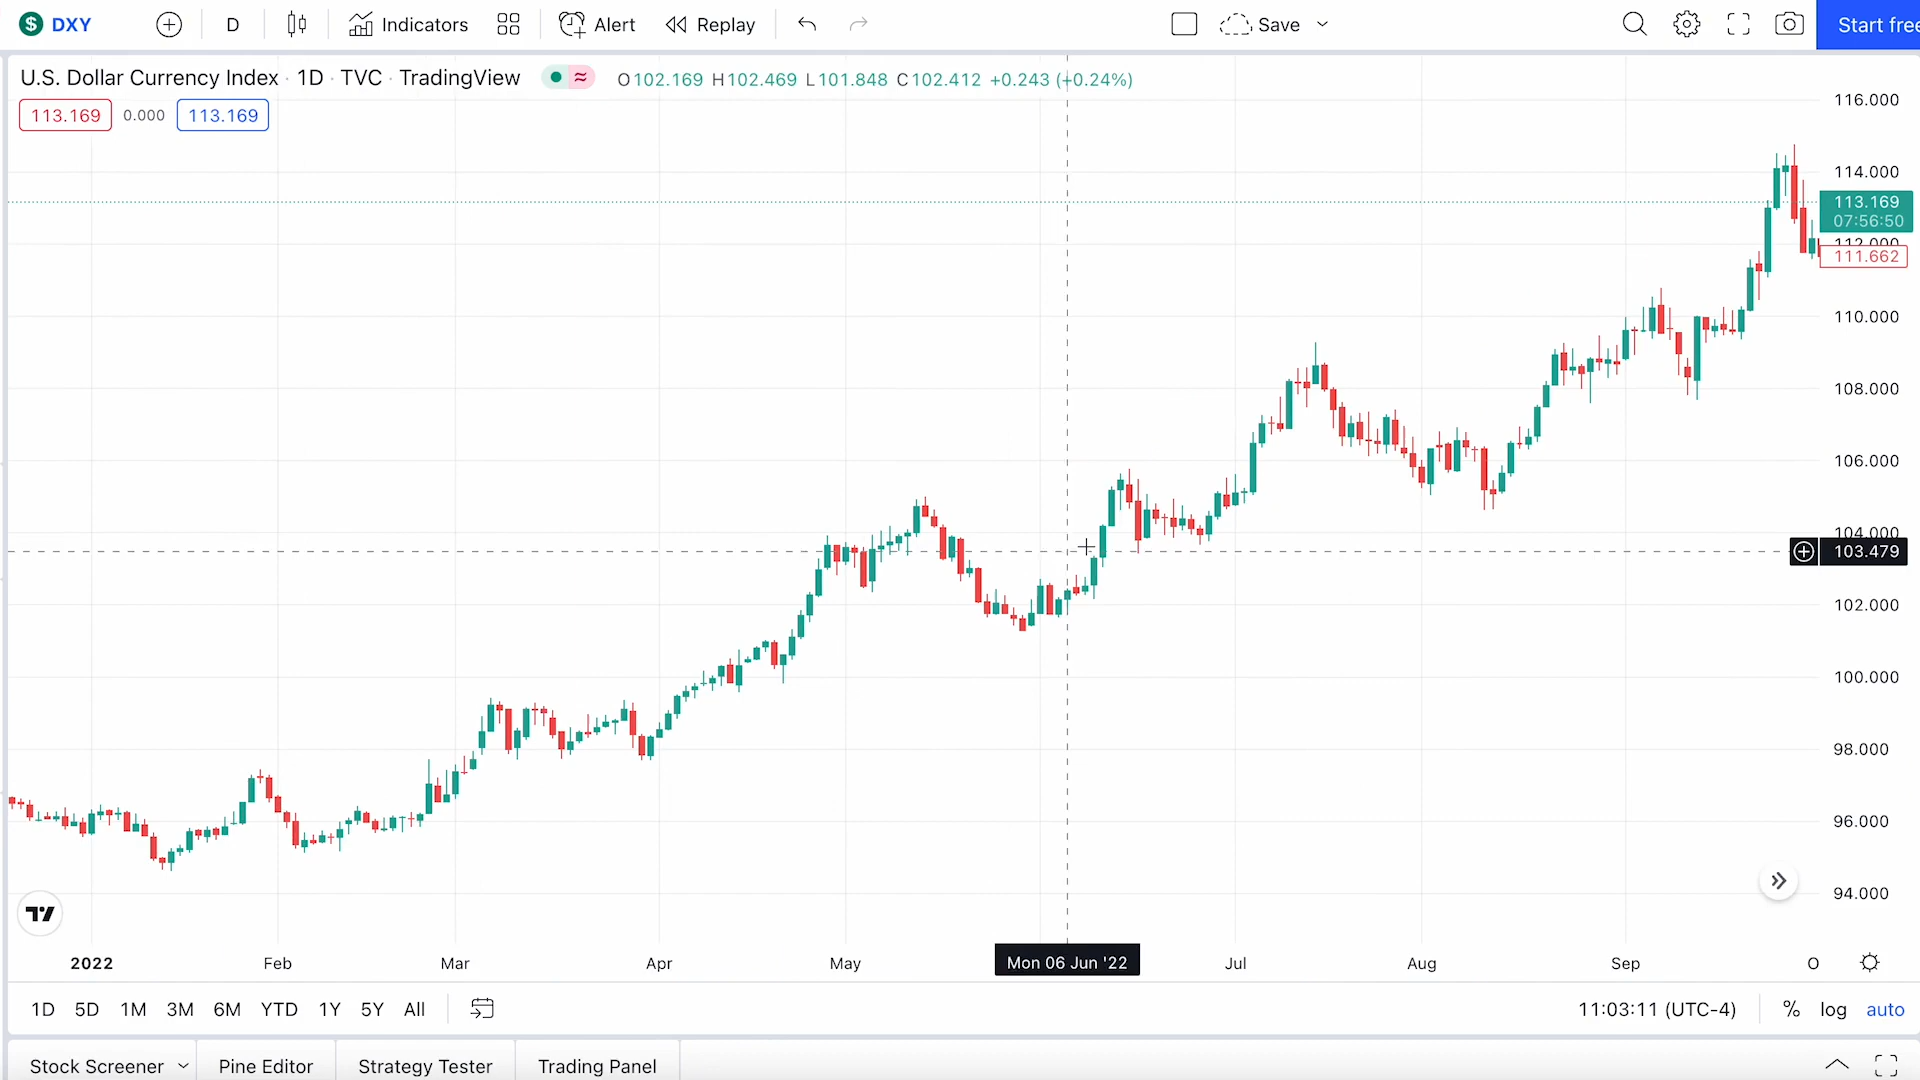 $ DXY D Indicators Alert Replay Save Start free
U.S. Dollar Currency Index · 1D · TVC · TradingView ≈ O102.169 H102.469 L101.848 C102.412 +0.243 (+0.24%)
113.169 0.000 113.169
116.000
114.000
113.169
07:56:50
112.000
111.662
110.000
108.000
106.000
104.000
103.479
102.000
100.000
98.000
96.000
94.000
2022 Feb Mar Apr May Mon 06 Jun '22 Jul Aug Sep O
1D 5D 1M 3M 6M YTD 1Y 5Y All 11:03:11 (UTC-4) % log auto
Stock Screener Pine Editor Strategy Tester Trading Panel